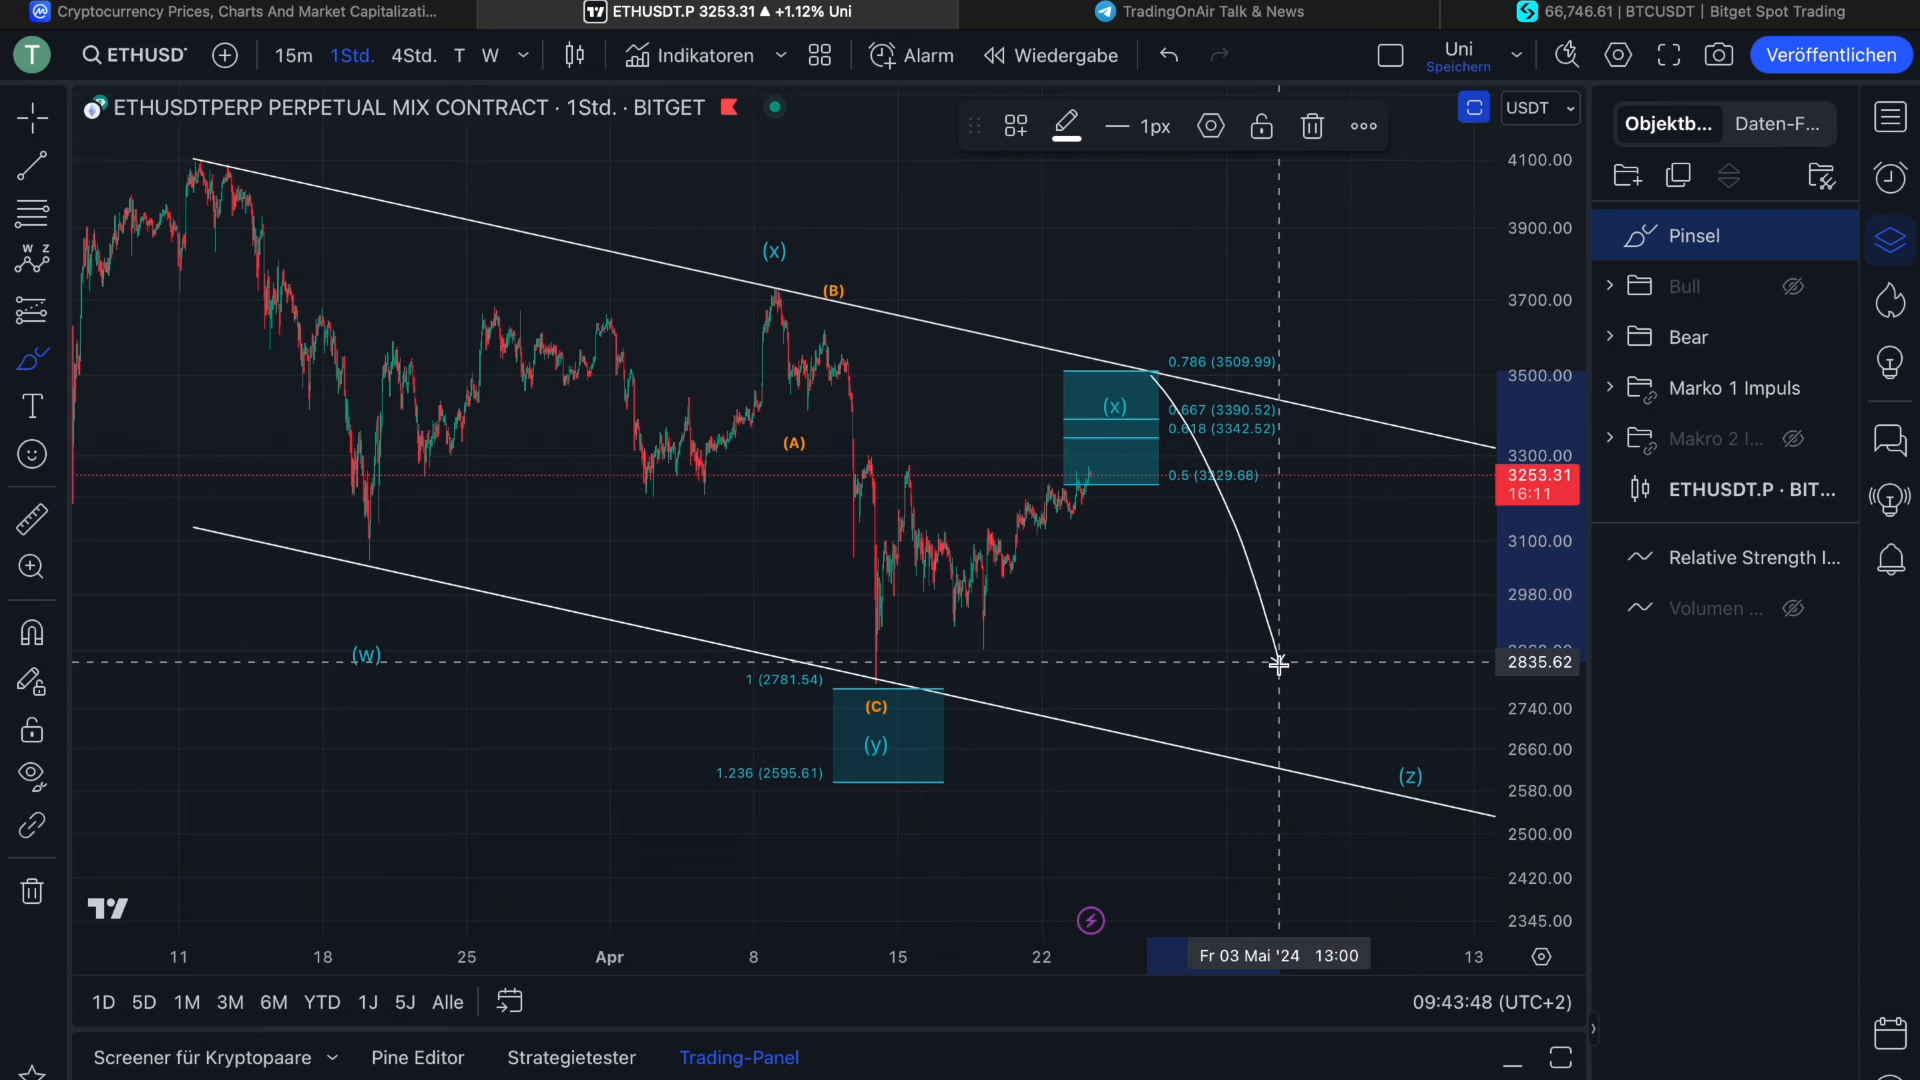 Cryptocurrency Prices, Charts And Market Capitalizati...
ETHUSDT.P 3253.31 ▲ +1.12% Uni
TradingOnAir Talk & News
66,746.61 | BTCUSDT | Bitget Spot Trading
T
ETHUSD
15m 1Std. 4Std. T W
Indikatoren
Alarm
Wiedergabe
Uni
Speichern
Veröffentlichen
ETHUSDTPERP PERPETUAL MIX CONTRACT · 1Std. · BITGET
1px
USDT
Objektb... Daten-F...
Pinsel
Bull
Bear
Marko 1 Impuls
Makro 2 I...
ETHUSDT.P · BIT...
Relative Strength I...
Volumen ...
4100.00
3900.00
3700.00
3500.00
3300.00
3253.31
16:11
3100.00
2980.00
2835.62
2740.00
2660.00
2580.00
2500.00
2420.00
2345.00
(x)
(B)
(A)
0.786 (3509.99)
(x)
0.667 (3390.52)
0.618 (3342.52)
0.5 (3229.68)
(w)
1 (2781.54)
(C)
(y)
1.236 (2595.61)
(z)
W Z
11 18 25 Apr 8 15 22 Fr 03 Mai '24 13:00 13
1D 5D 1M 3M 6M YTD 1J 5J Alle
09:43:48 (UTC+2)
Screener für Kryptopaare Pine Editor Strategietester Trading-Panel